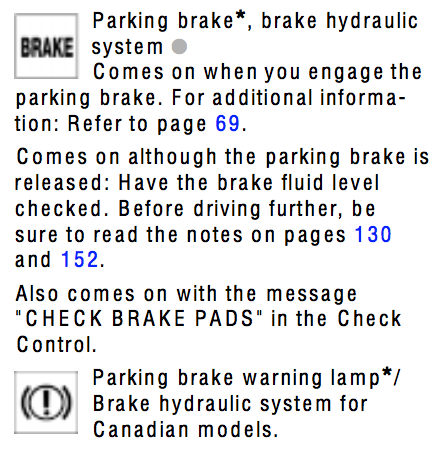 BRAKE
Parking brake*, brake hydraulic
system ●
Comes on when you engage the
parking brake. For additional informa-
tion: Refer to page 69.
Comes on although the parking brake is
released: Have the brake fluid level
checked. Before driving further, be
sure to read the notes on pages 130
and 152.
Also comes on with the message
"CHECK BRAKE PADS" in the Check
Control.
(!)
Parking brake warning lamp*/
Brake hydraulic system for
Canadian models.